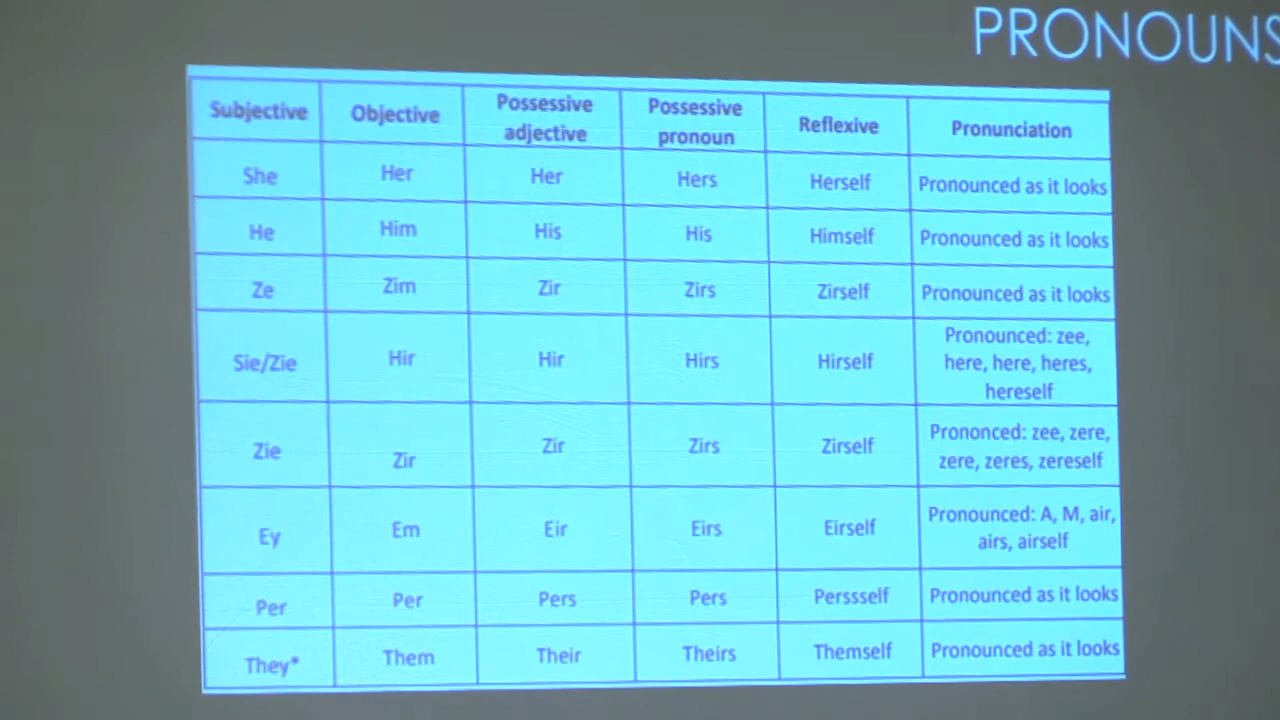 PRONOUNS
Subjective Objective Possessive adjective Possessive pronoun Reflexive Pronunciation
She Her Her Hers Herself Pronounced as it looks
He Him His His Himself Pronounced as it looks
Ze Zim Zir Zirs Zirself Pronounced as it looks
Sie/Zie Hir Hir Hirs Hirself Pronounced: zee, here, here, heres, hereself
Zie Zir Zir Zirs Zirself Prononced: zee, zere, zere, zeres, zereself
Ey Em Eir Eirs Eirself Pronounced: A, M, air, airs, airself
Per Per Pers Pers Perssself Pronounced as it looks
They* Them Their Theirs Themself Pronounced as it looks